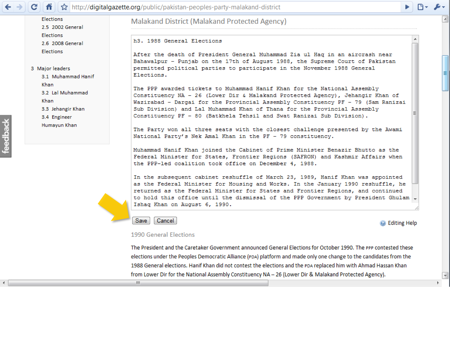 http://digitalgazette.org/public/pakistan-peoples-party-malakand-district
Malakand District (Malakand Protected Agency)
Elections
2.5 2002 General
Elections
2.6 2008 General
Elections
3 Major leaders
3.1 Muhammad Hanif
Khan
3.2 Lal Muhammad
Khan
3.3 Jehangir Khan
3.4 Engineer
Humayun Khan
feedback
h3. 1988 General Elections
After the death of President General Muhammad Zia ul Haq in an aircrash near
Bahawalpur - Punjab on the 17th of August 1988, the Supreme Court of Pakistan
permitted political parties to participate in the November 1988 General
Elections.
The PPP awarded tickets to Muhammad Hanif Khan for the National Assembly
Constituency NA - 26 (Lower Dir & Malakand Protected Agency), Jehangir Khan of
Wazirabad - Dargai for the Provincial Assembly Constituency PF - 79 (Sam Ranizai
Sub Division) and Lal Muhammad Khan of Thana for the Provincial Assembly
Constituency PF - 80 (Batkhela Tehsil and Swat Ranizai Sub Division).
The Party won all three seats with the closest challenge presented by the Awami
National Party's Nek Amal Khan in the PF - 79 constituency.
Muhammad Hanif Khan joined the Cabinet of Prime Minister Benazir Bhutto as the
Federal Minister for States, Frontier Regions (SAFRON) and Kashmir Affairs when
the PPP-led coalition took office on December 4, 1988.
In the subsequent cabinet reshuffle of March 23, 1989, Hanif Khan was appointed
as the Federal Minister for Housing and Works. In the January 1990 reshuffle, he
returned as the Federal Minister for States and Frontier Regions, and continued
to hold this office until the dismissal of the PPP Government by President Ghulam
Ishaq Khan on August 6, 1990.
Save Cancel
Editing Help
1990 General Elections
The President and the Caretaker Government announced General Elections for October 1990. The PPP contested these
elections under the Peoples Democratic Alliance (PDA) platform and made only one change to the candidates from the
1988 General elections. Hanif Khan did not contest the elections and the PDA replaced him with Ahmad Hassan Khan
from Lower Dir for the National Assembly Constituency NA - 26 (Lower Dir & Malakand Protected Agency).